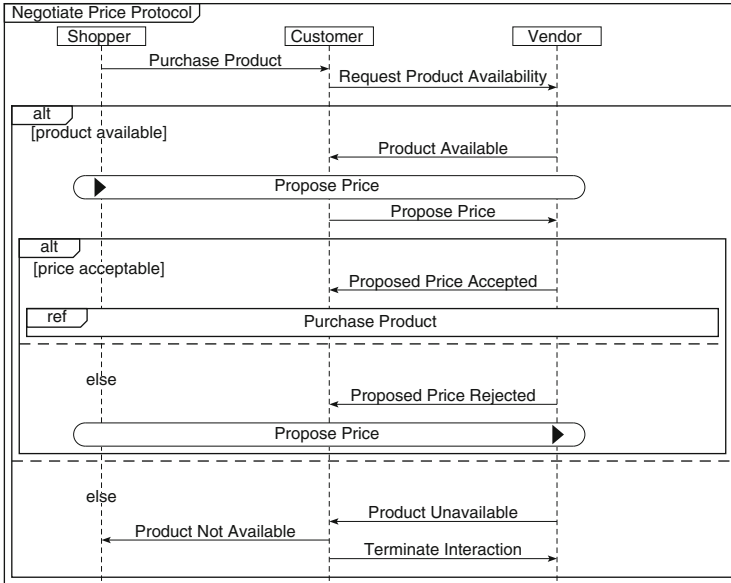 Negotiate Price Protocol
Shopper Customer Vendor
Purchase Product
Request Product Availability
alt
[product available]
Product Available
Propose Price
Propose Price
alt
[price acceptable]
Proposed Price Accepted
ref
Purchase Product
else
Proposed Price Rejected
Propose Price
else
Product Unavailable
Product Not Available
Terminate Interaction